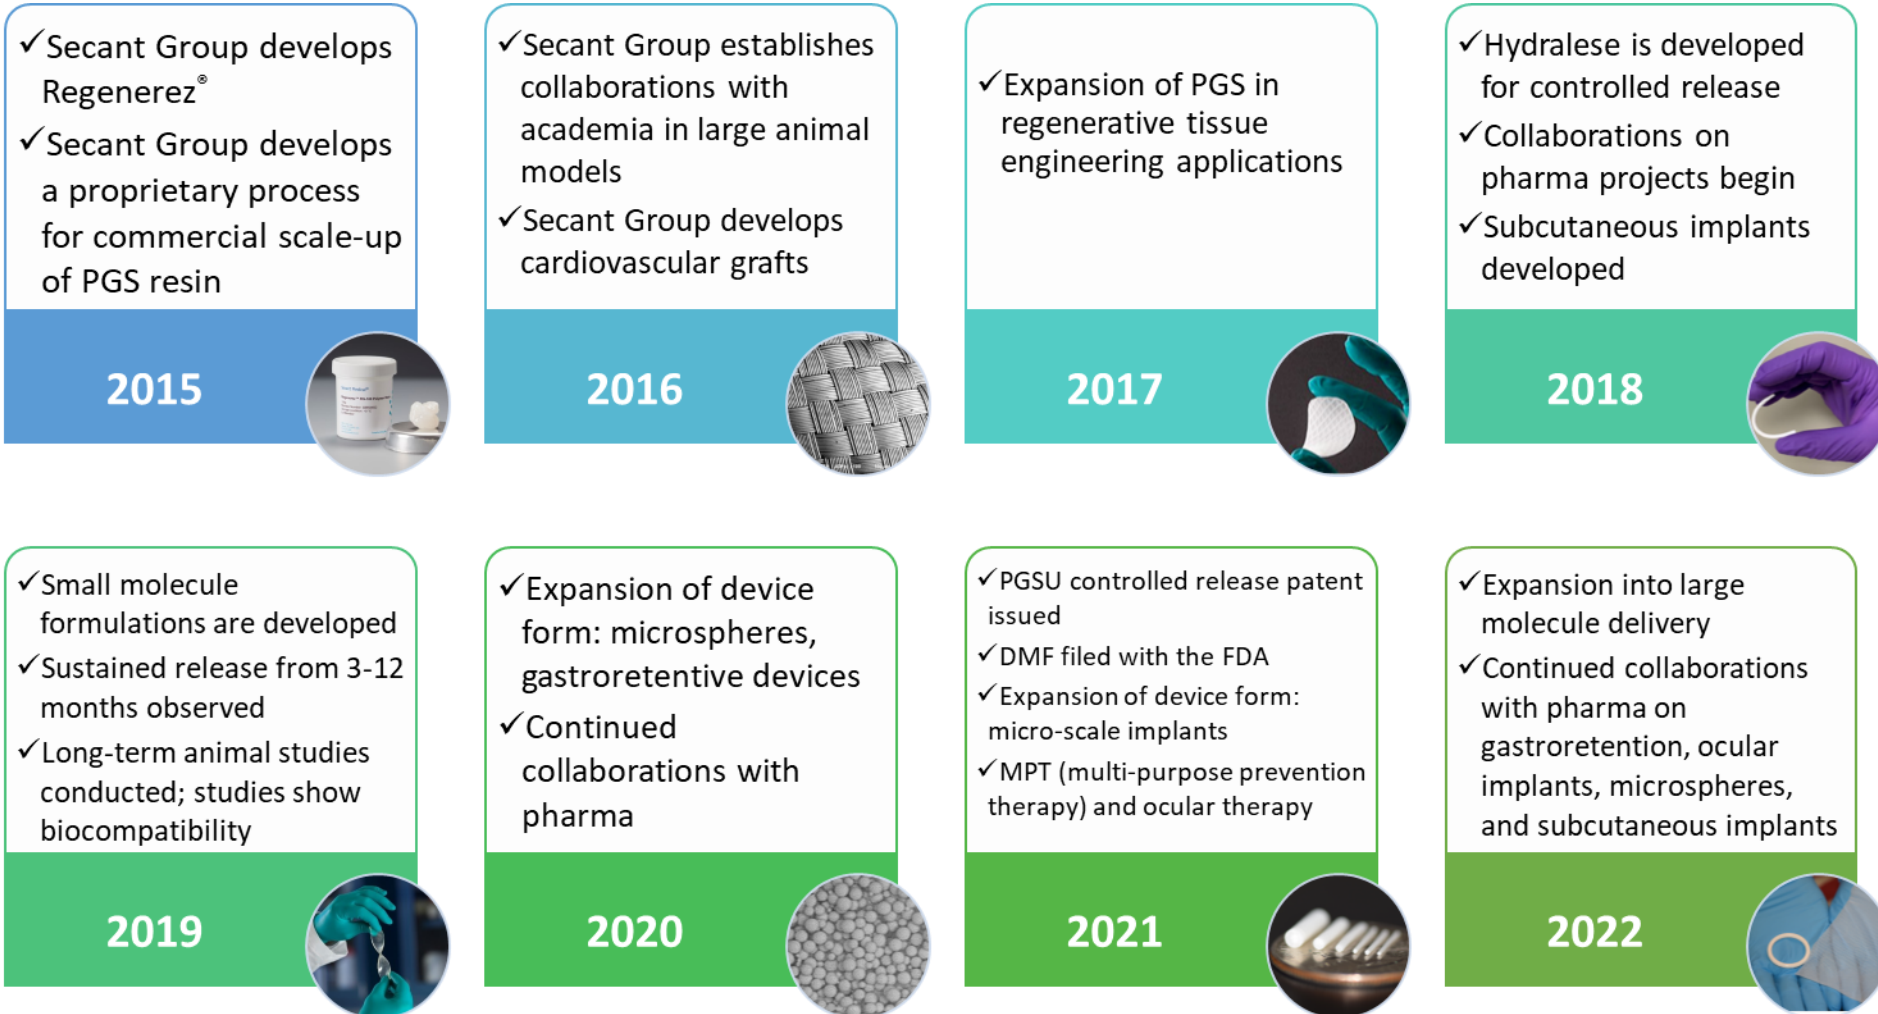 ✓Secant Group develops
Regenerez®
✓Secant Group develops
a proprietary process
for commercial scale-up
of PGS resin
2015
✓Secant Group establishes
collaborations with
academia in large animal
models
✓Secant Group develops
cardiovascular grafts
2016
✓Expansion of PGS in
regenerative tissue
engineering applications
2017
✓Hydralese is developed
for controlled release
✓Collaborations on
pharma projects begin
✓Subcutaneous implants
developed
2018
✓Small molecule
formulations are developed
✓Sustained release from 3-12
months observed
✓Long-term animal studies
conducted; studies show
biocompatibility
2019
✓Expansion of device
form: microspheres,
gastroretentive devices
✓Continued
collaborations with
pharma
2020
✓PGSU controlled release patent
issued
✓DMF filed with the FDA
✓Expansion of device form:
micro-scale implants
✓MPT (multi-purpose prevention
therapy) and ocular therapy
2021
✓Expansion into large
molecule delivery
✓Continued collaborations
with pharma on
gastroretention, ocular
implants, microspheres,
and subcutaneous implants
2022